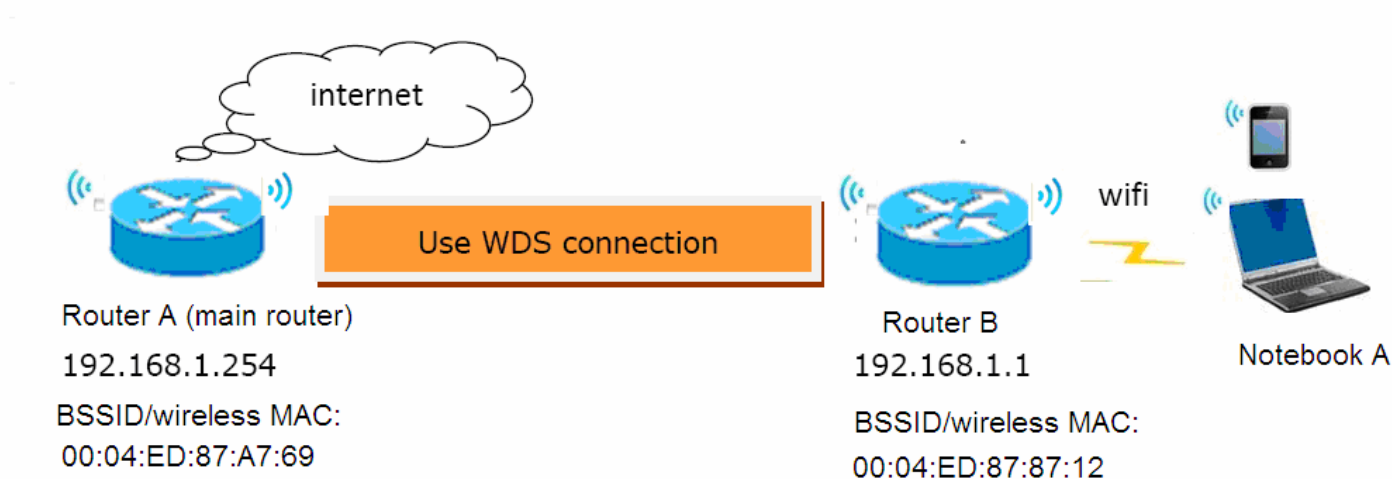 internet
wifi
Use WDS connection
Router A (main router)
192.168.1.254
BSSID/wireless MAC:
00:04:ED:87:A7:69
Router B
192.168.1.1
BSSID/wireless MAC:
00:04:ED:87:87:12
Notebook A